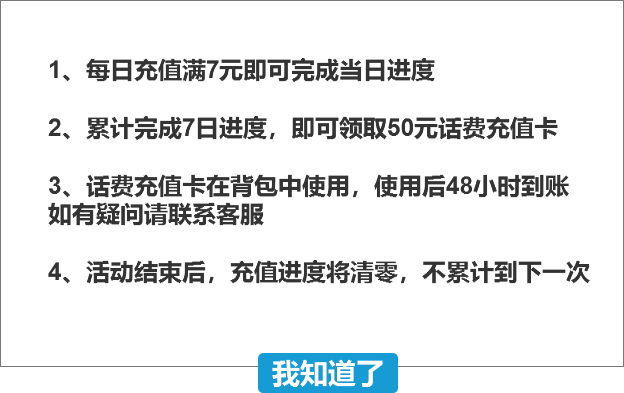 1、每日充值满7元即可完成当日进度
2、累计完成7日进度，即可领取50元话费充值卡
3、话费充值卡在背包中使用，使用后48小时到账
如有疑问请联系客服
4、活动结束后，充值进度将清零，不累计到下一次
我知道了